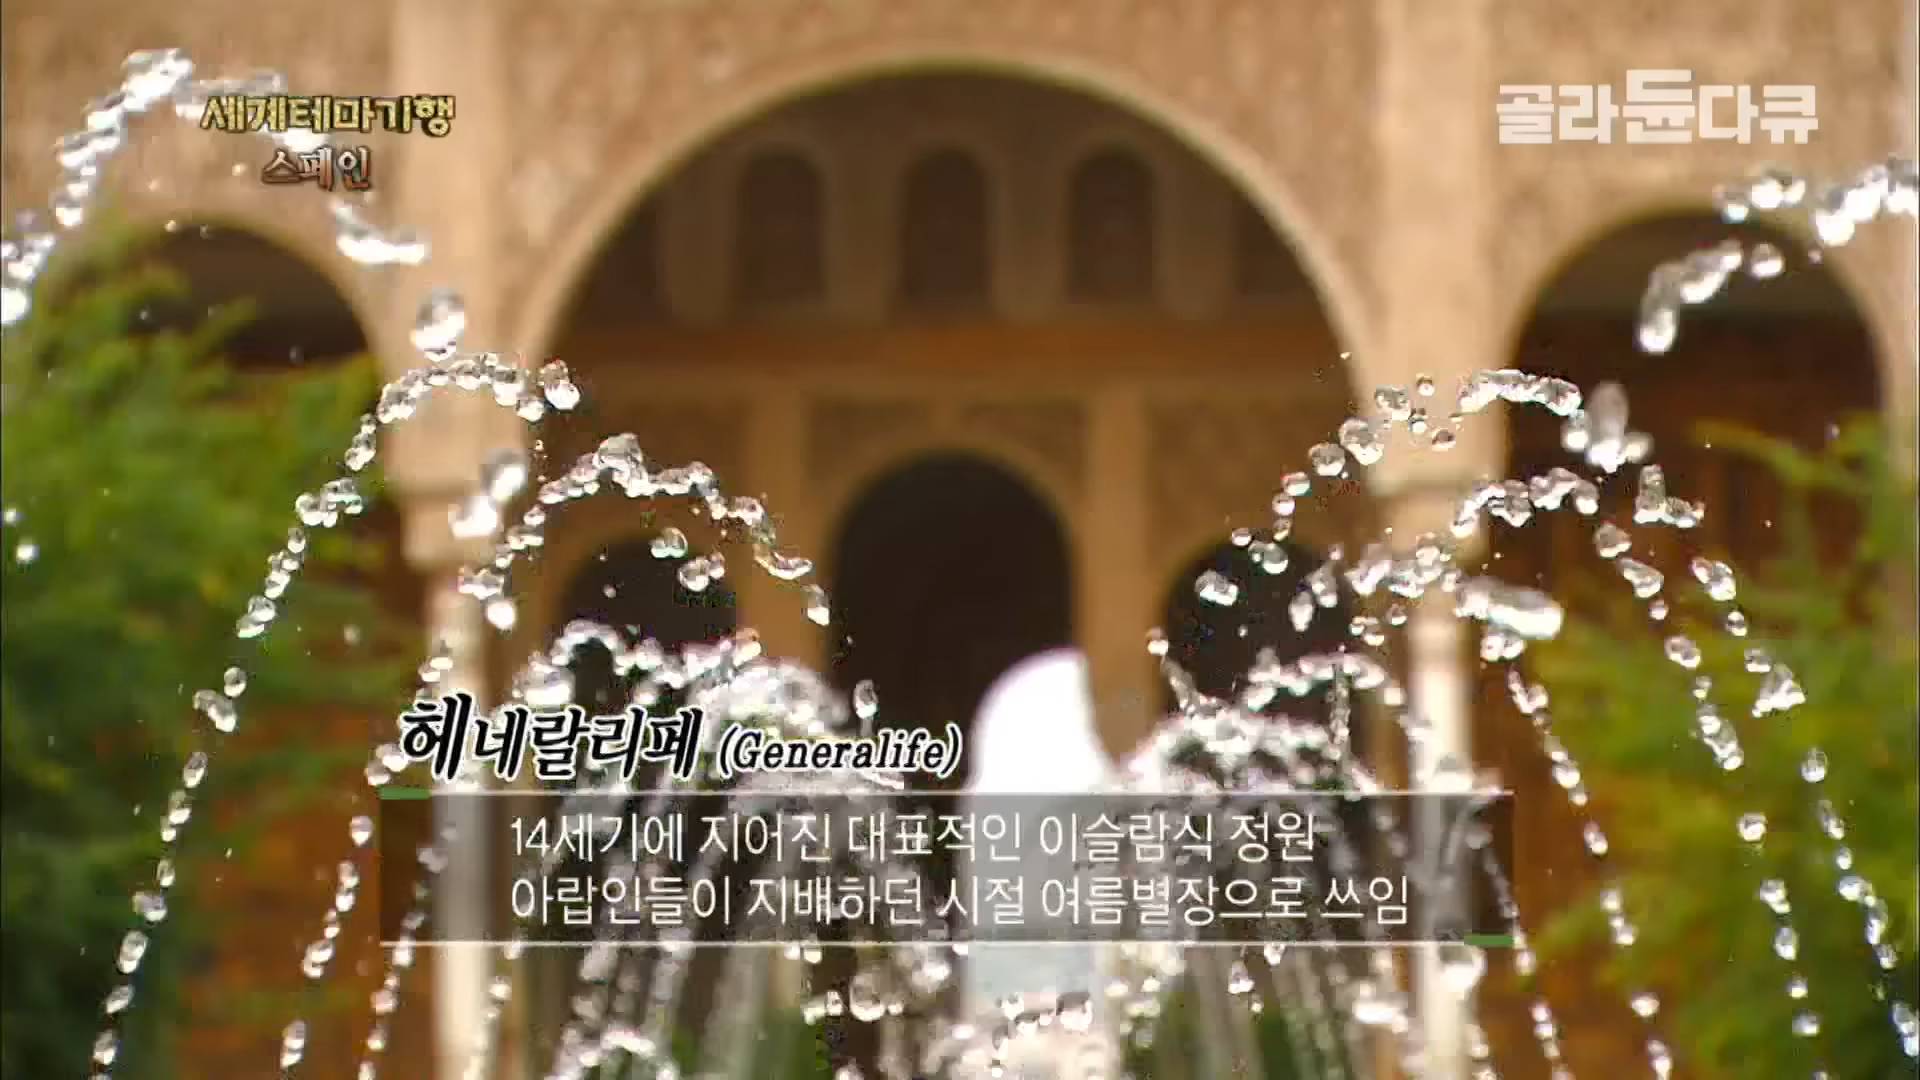 세계테마기행
스페인
골라듄다큐
헤네랄리페 (Generalife)
14세기에 지어진 대표적인 이슬람식 정원
아랍인들이 지배하던 시절 여름별장으로 쓰임